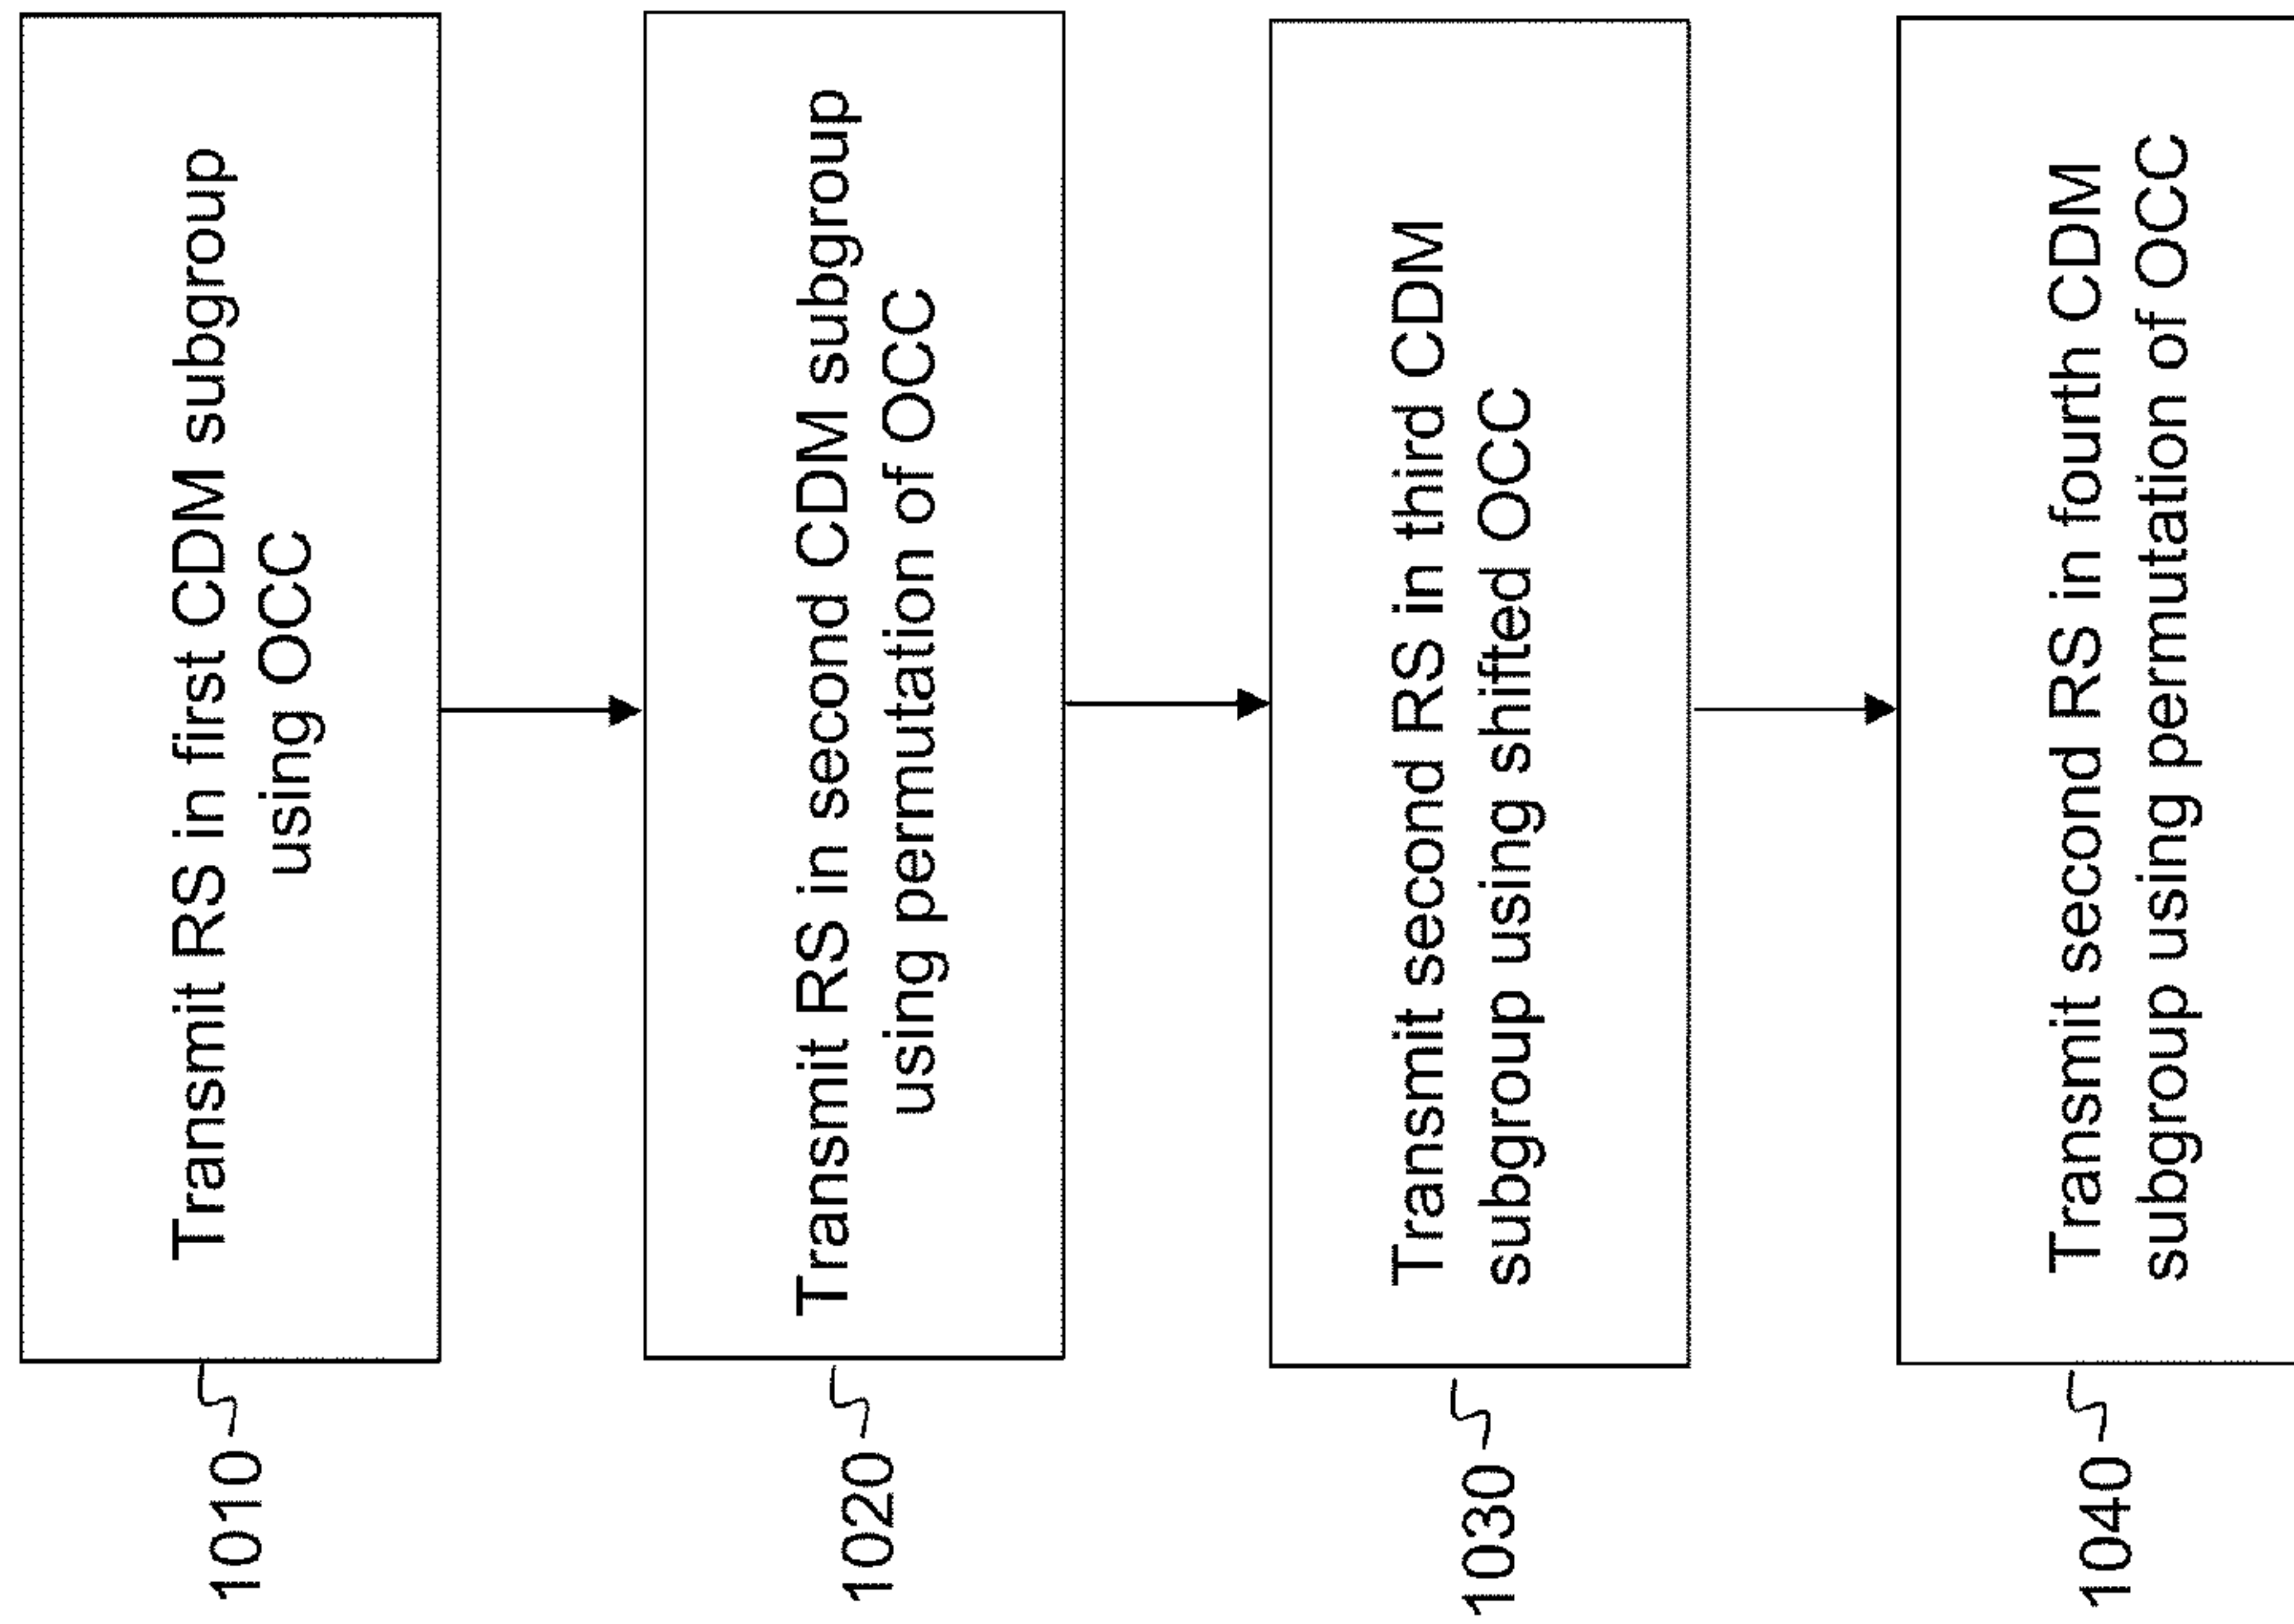 1010
Transmit RS in first CDM subgroup
using OCC
1020
Transmit RS in second CDM subgroup
using permutation of OCC
1030
Transmit second RS in third CDM
subgroup using shifted OCC
1040
Transmit second RS in fourth CDM
subgroup using permutation of OCC